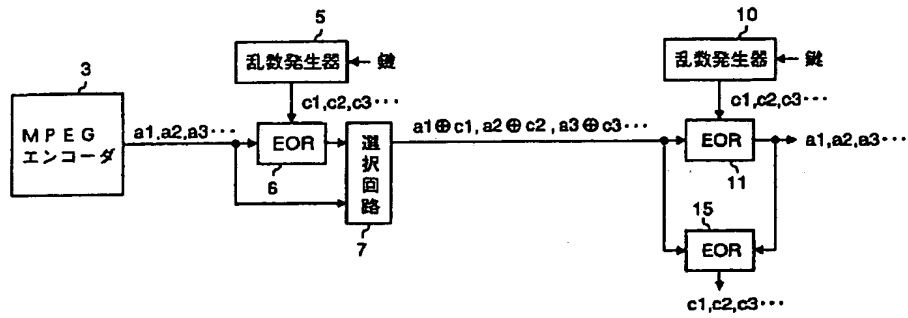 5
乱数発生器
鍵
c1,c2,c3･･･
3
MPEG
エンコーダ
a1,a2,a3･･･
EOR
6
選択回路
7
a1⊕c1, a2⊕c2, a3⊕c3･･･
10
乱数発生器
鍵
c1,c2,c3･･･
EOR
11
a1,a2,a3･･･
15
EOR
c1,c2,c3･･･